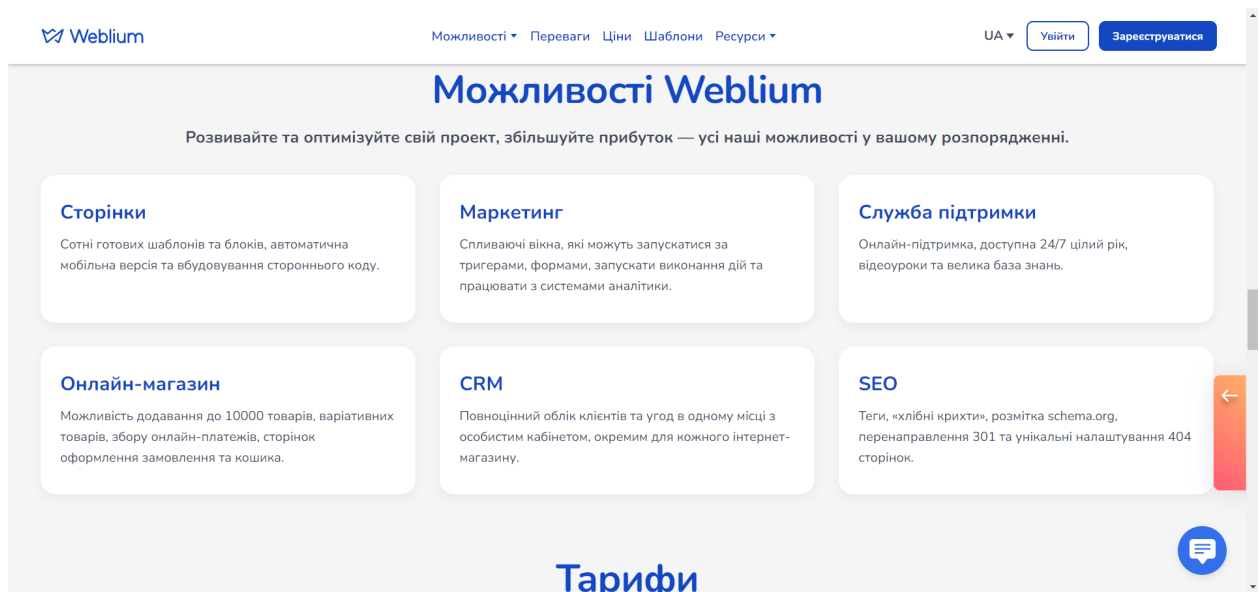 Weblium
Можливості Переваги Ціни Шаблони Ресурси
UA Увійти Зареєструватися
Можливості Weblium
Розвивайте та оптимізуйте свій проект, збільшуйте прибуток — усі наші можливості у вашому розпорядженні.
Сторінки
Сотні готових шаблонів та блоків, автоматична
мобільна версія та вбудовування стороннього коду.
Маркетинг
Спливаючі вікна, які можуть запускатися за
тригерами, формами, запускати виконання дій та
працювати з системами аналітики.
Служба підтримки
Онлайн-підтримка, доступна 24/7 цілий рік,
відеоуроки та велика база знань.
Онлайн-магазин
Можливість додавання до 10000 товарів, варіативних
товарів, збору онлайн-платежів, сторінок
оформлення замовлення та кошика.
CRM
Повноцінний облік клієнтів та угод в одному місці з
особистим кабінетом, окремим для кожного інтернет-
магазину.
SEO
Теги, «хлібні крихти», розмітка schema.org,
перенаправлення 301 та унікальні налаштування 404
сторінок.
Тарифи